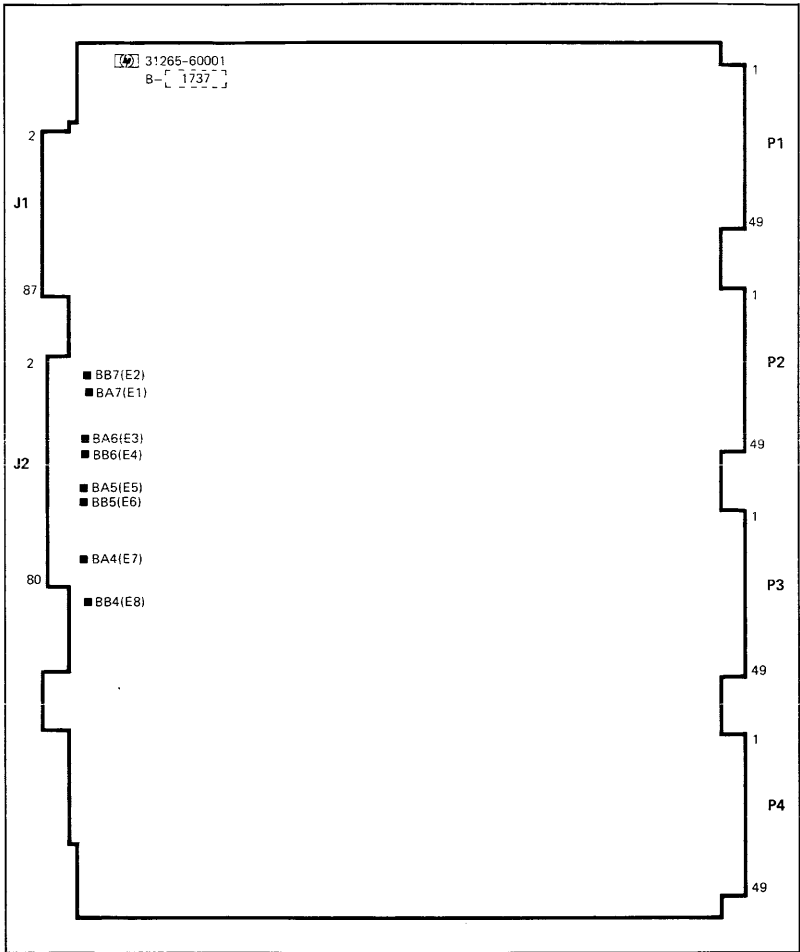 hp 31265-60001
B- 1737
1
P1
2
J1
49
87
1
2
P2
BB7(E2)
BA7(E1)
BA6(E3)
49
BB6(E4)
J2
BA5(E5)
BB5(E6)
1
BA4(E7)
80
P3
BB4(E8)
49
1
P4
49